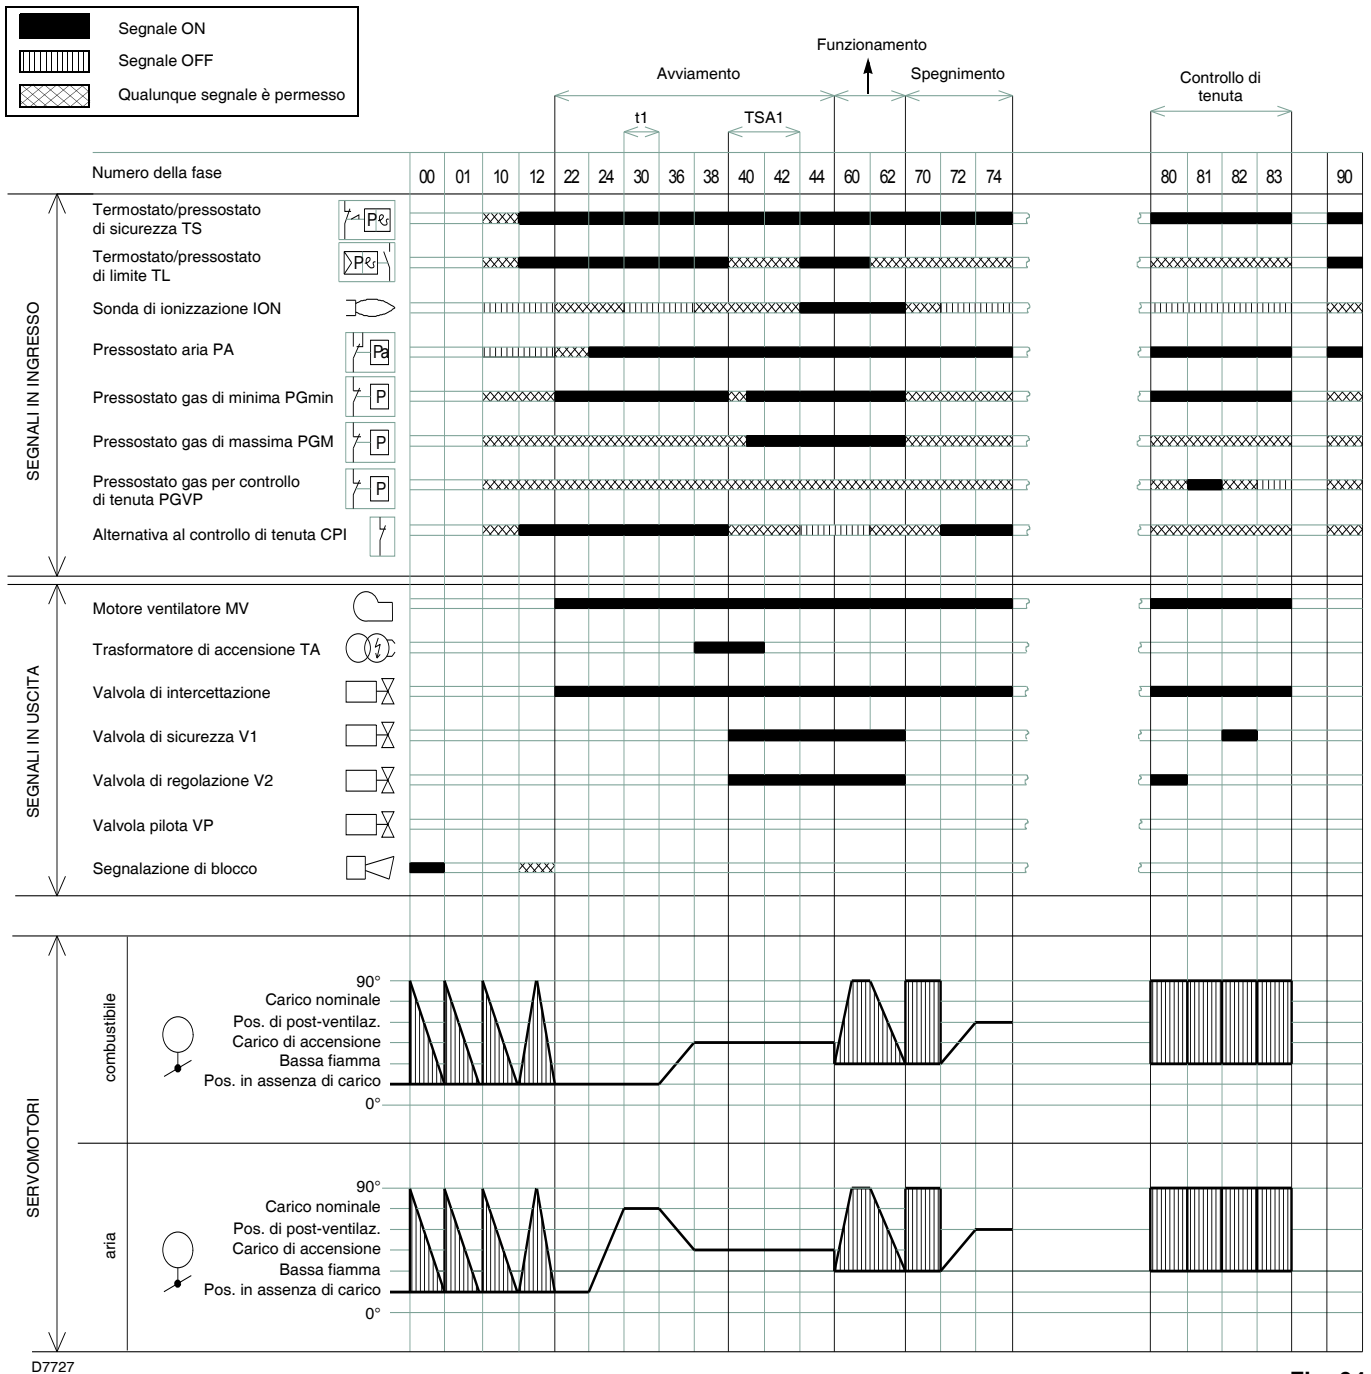 Segnale ON
Segnale OFF
Qualunque segnale è permesso
Funzionamento
Avviamento
Spegnimento
Controllo di
tenuta
t1
TSA1
Numero della fase
00 01 10 12 22 24 30 36 38 40 42 44 60 62 70 72 74 80 81 82 83 90
SEGNALI IN INGRESSO
Termostato/pressostato
di sicurezza TS
P
Termostato/pressostato
di limite TL
P
Sonda di ionizzazione ION
Pressostato aria PA
Pa
Pressostato gas di minima PGmin
P
Pressostato gas di massima PGM
P
Pressostato gas per controllo
di tenuta PGVP
P
Alternativa al controllo di tenuta CPI
SEGNALI IN USCITA
Motore ventilatore MV
Trasformatore di accensione TA
Valvola di intercettazione
Valvola di sicurezza V1
Valvola di regolazione V2
Valvola pilota VP
Segnalazione di blocco
SERVOMOTORI
combustibile
90°
Carico nominale
Pos. di post-ventilaz.
Carico di accensione
Bassa fiamma
Pos. in assenza di carico
0°
aria
90°
Carico nominale
Pos. di post-ventilaz.
Carico di accensione
Bassa fiamma
Pos. in assenza di carico
0°
D7727